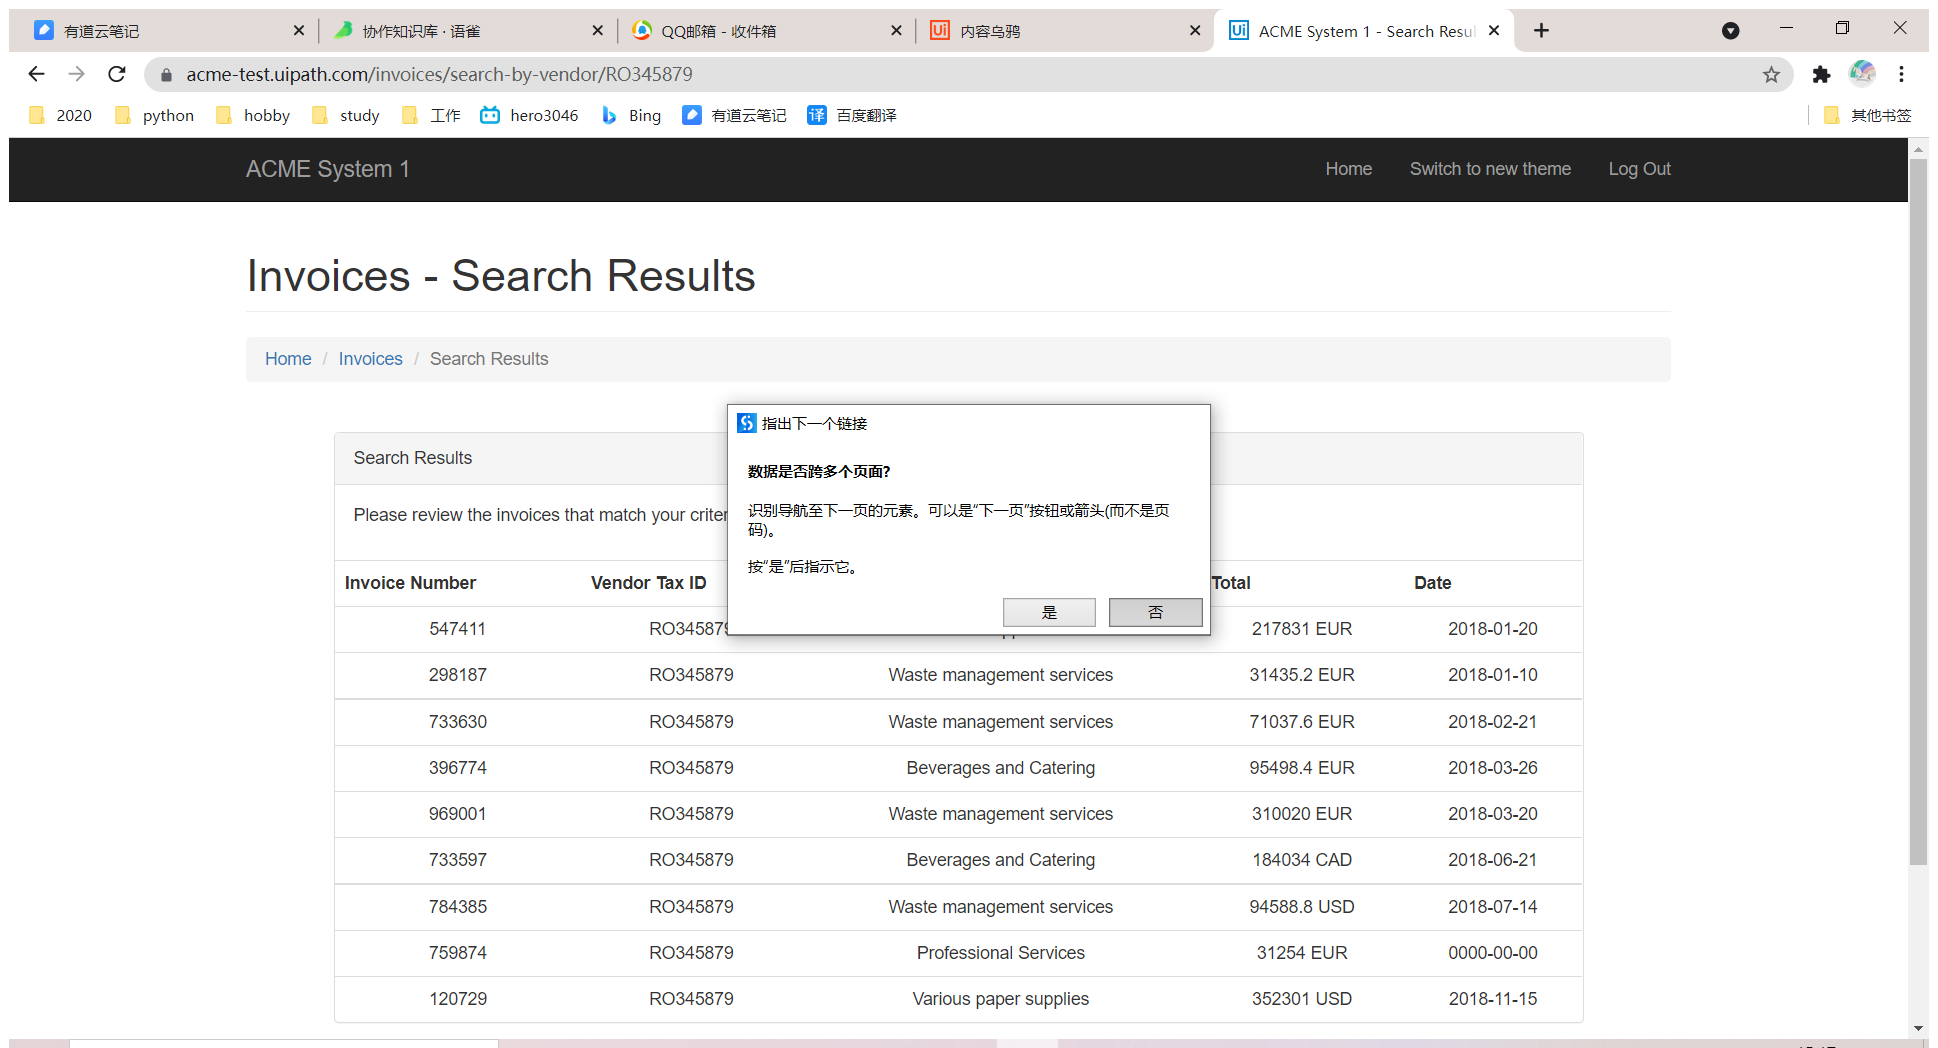 有道云笔记
协作知识库 · 语雀
QQ邮箱 - 收件箱
内容乌鸦
ACME System 1 - Search Resul
acme-test.uipath.com/invoices/search-by-vendor/RO345879
2020 python hobby study 工作 hero3046 Bing 有道云笔记 百度翻译 其他书签
ACME System 1 Home Switch to new theme Log Out
Invoices - Search Results
Home / Invoices / Search Results
指出下一个链接
数据是否跨多个页面?
识别导航至下一页的元素。可以是"下一页"按钮或箭头(而不是页
码)。
按"是"后指示它。
是 否
Search Results
Please review the invoices that match your criter
Invoice Number Vendor Tax ID Total Date
547411 RO345879 217831 EUR 2018-01-20
298187 RO345879 Waste management services 31435.2 EUR 2018-01-10
733630 RO345879 Waste management services 71037.6 EUR 2018-02-21
396774 RO345879 Beverages and Catering 95498.4 EUR 2018-03-26
969001 RO345879 Waste management services 310020 EUR 2018-03-20
733597 RO345879 Beverages and Catering 184034 CAD 2018-06-21
784385 RO345879 Waste management services 94588.8 USD 2018-07-14
759874 RO345879 Professional Services 31254 EUR 0000-00-00
120729 RO345879 Various paper supplies 352301 USD 2018-11-15